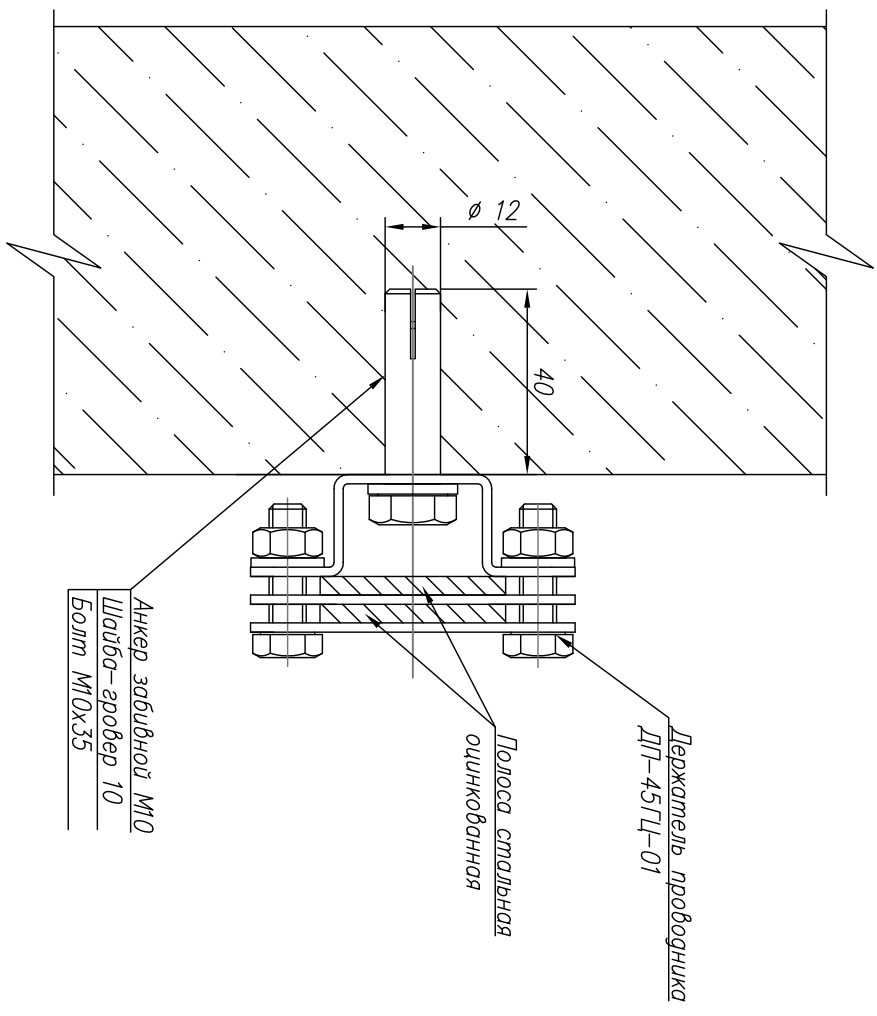 ø 12
40
Держатель проводника
ДП-45ГЦ-01
Полоса стальная
оцинкованная
Анкер забивной М10
Шайба-гровер 10
Болт М10х35